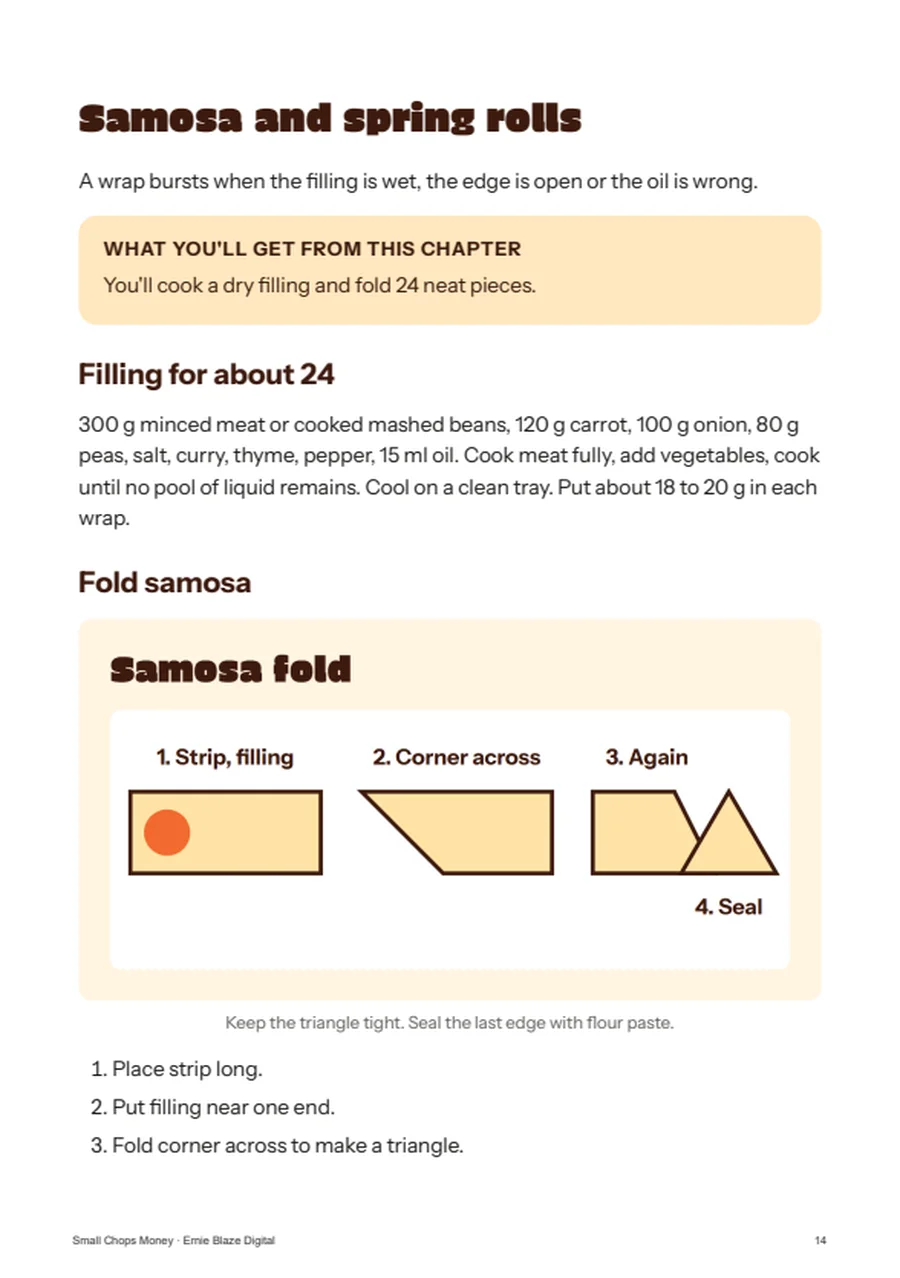 Samosa and spring rolls
A wrap bursts when the filling is wet, the edge is open or the oil is wrong.
WHAT YOU'LL GET FROM THIS CHAPTER
You'll cook a dry filling and fold 24 neat pieces.
Filling for about 24
300 g minced meat or cooked mashed beans, 120 g carrot, 100 g onion, 80 g
peas, salt, curry, thyme, pepper, 15 ml oil. Cook meat fully, add vegetables, cook
until no pool of liquid remains. Cool on a clean tray. Put about 18 to 20 g in each
wrap.
Fold samosa
Samosa fold
1. Strip, filling
2. Corner across
3. Again
4. Seal
Keep the triangle tight. Seal the last edge with flour paste.
1. Place strip long.
2. Put filling near one end.
3. Fold corner across to make a triangle.
Small Chops Money · Ernie Blaze Digital
14